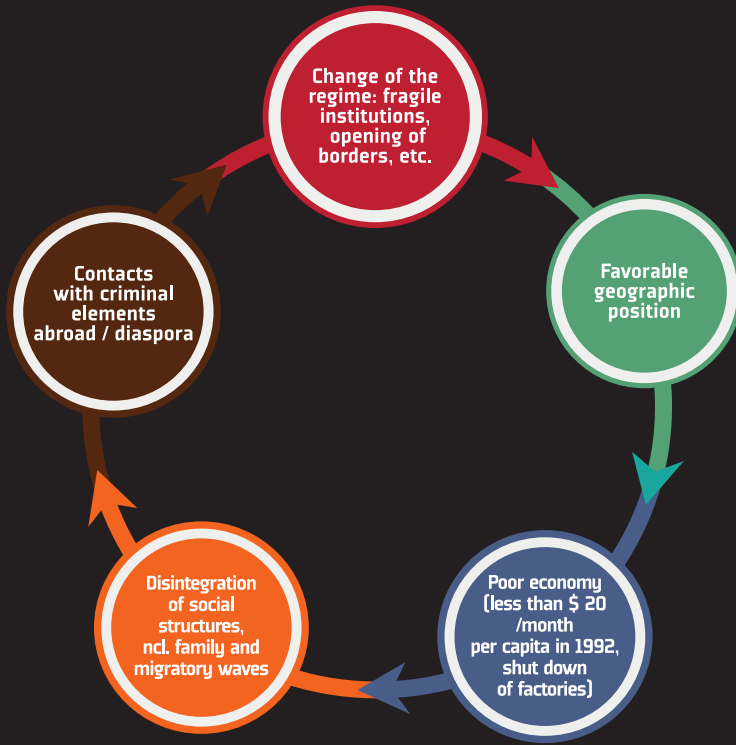 Change of the
regime: fragile
institutions,
opening of
borders, etc.
Favorable
geographic
position
Poor economy
(less than $ 20
/month
per capita in 1992,
shut down
of factories)
Disintegration
of social
structures,
ncl. family and
migratory waves
Contacts
with criminal
elements
abroad / diaspora